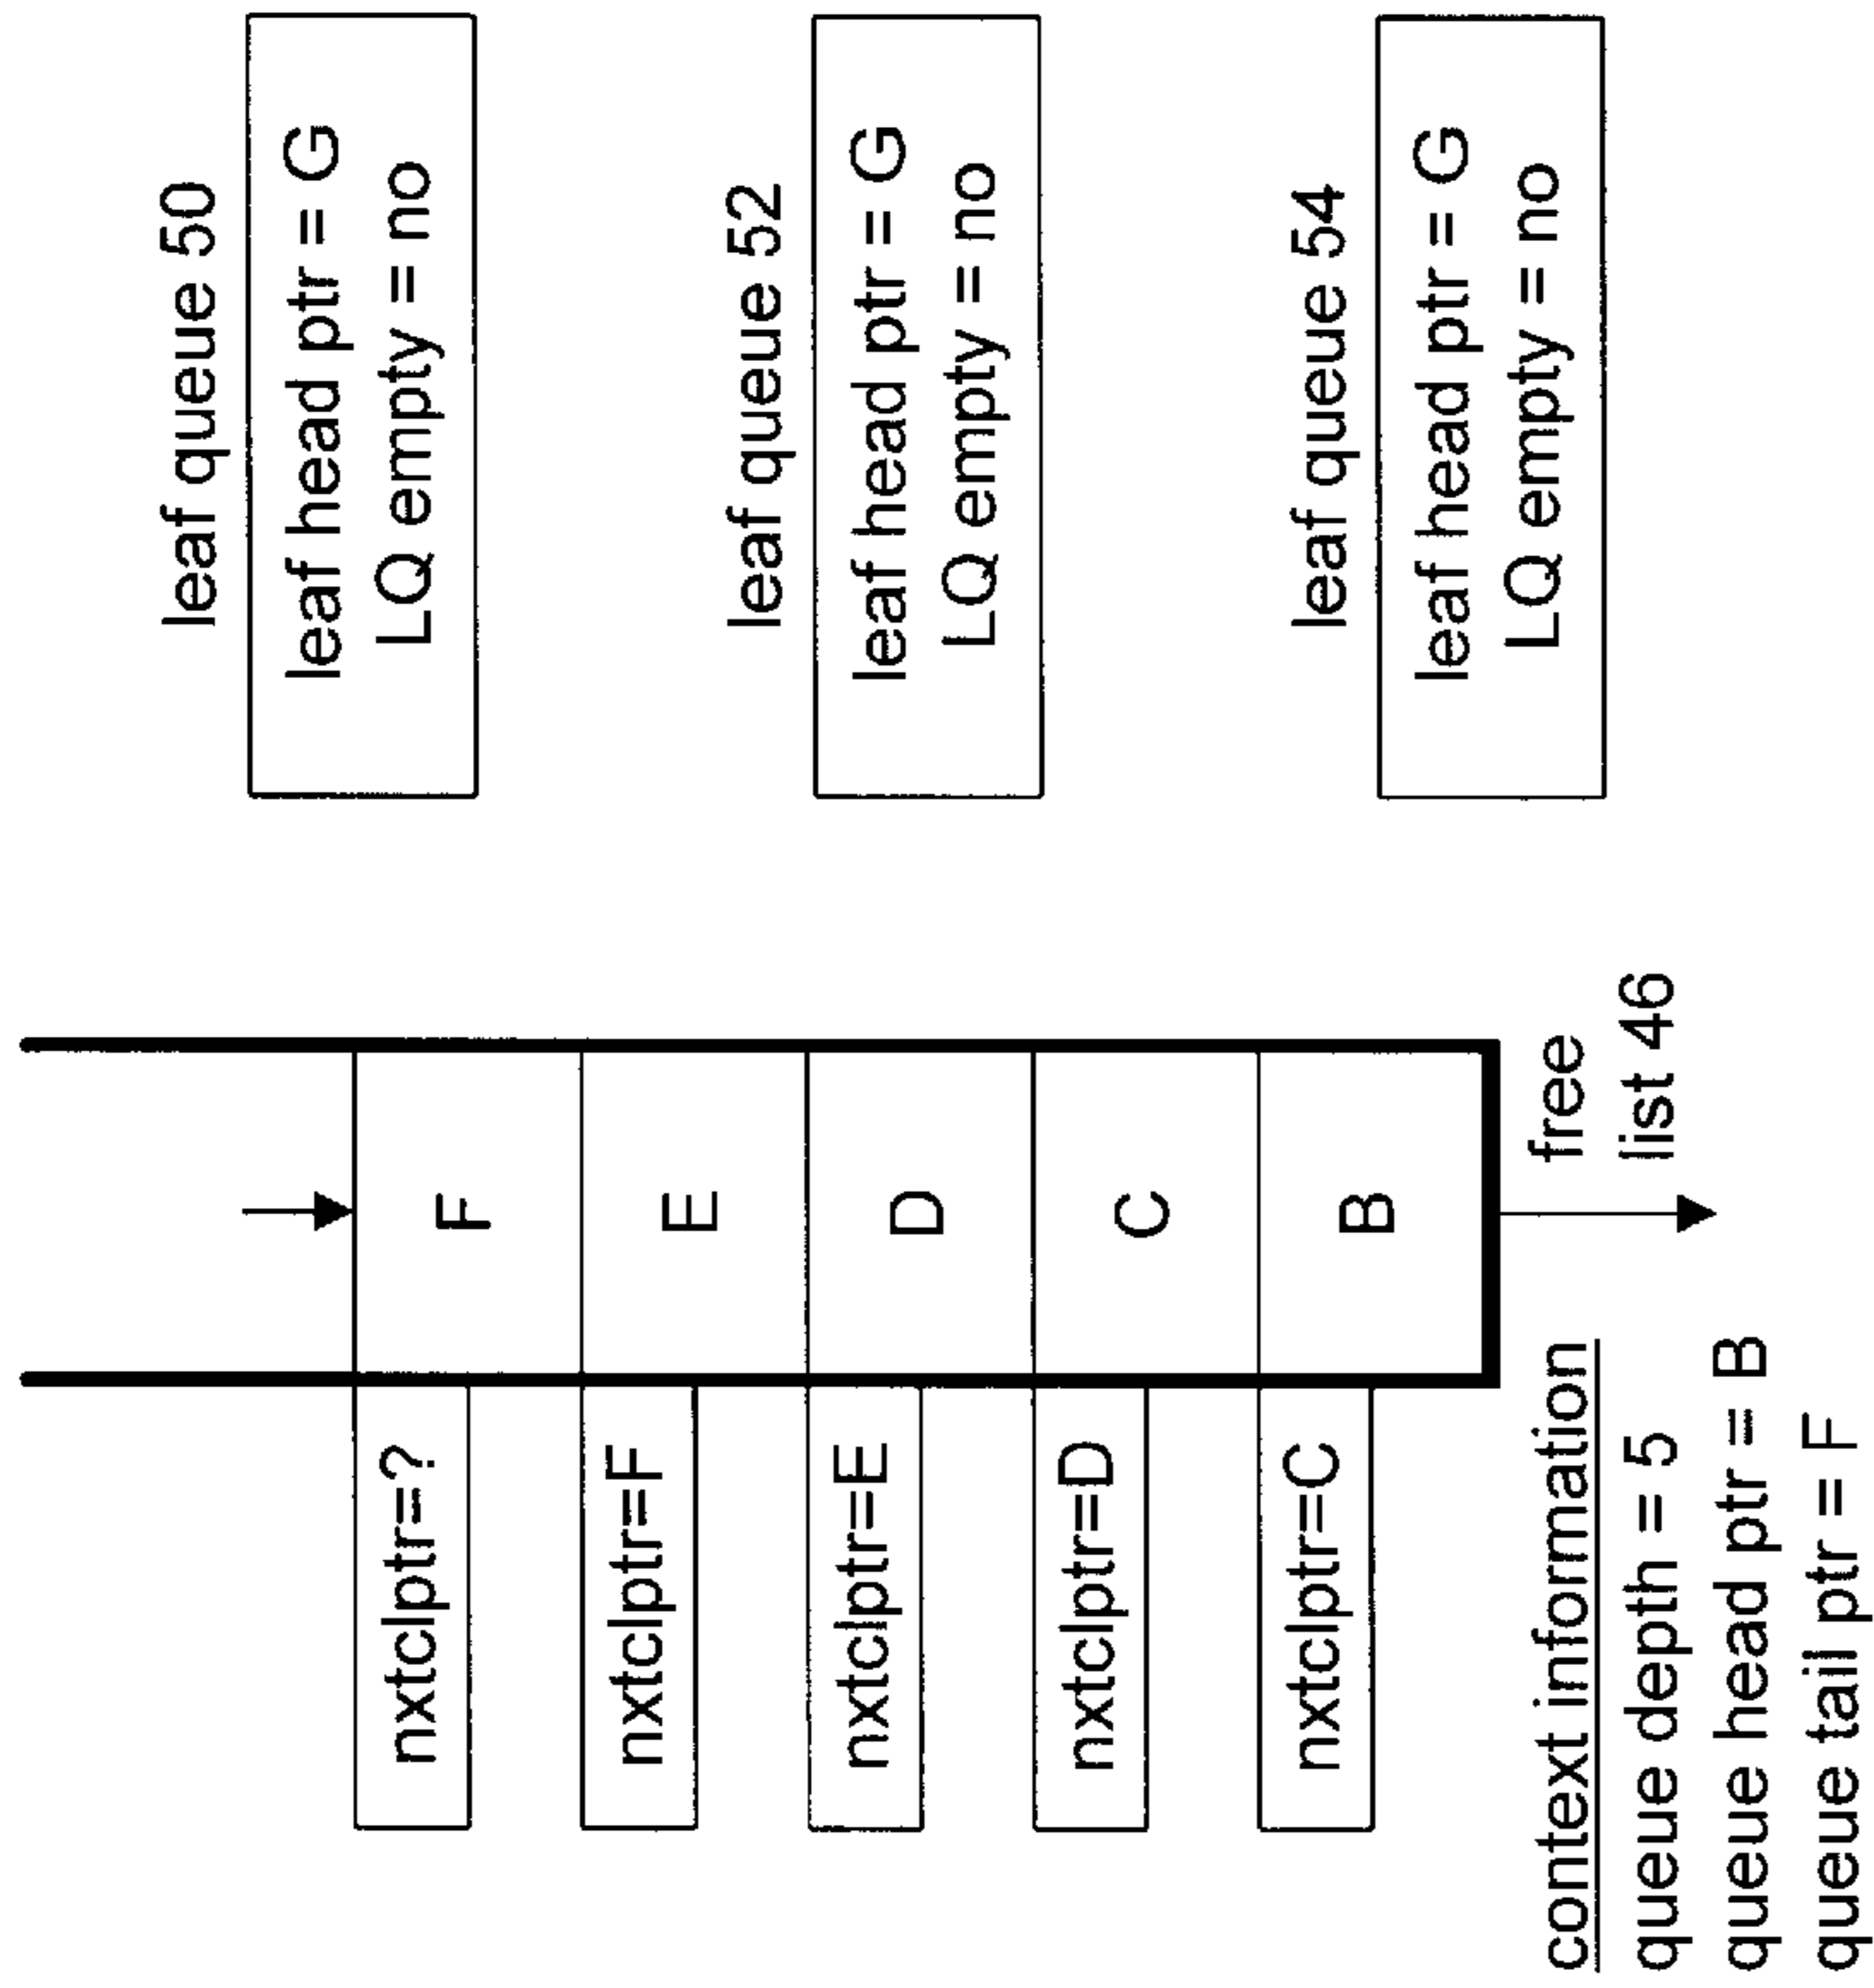 nxtclptr=?
F
nxtclptr=F
E
nxtclptr=E
D
nxtclptr=D
C
nxtclptr=C
B
context information
queue depth = 5
queue head ptr = B
queue tail ptr = F
free
list 46
leaf queue 50
leaf head ptr = G
LQ empty = no
leaf queue 52
leaf head ptr = G
LQ empty = no
leaf queue 54
leaf head ptr = G
LQ empty = no